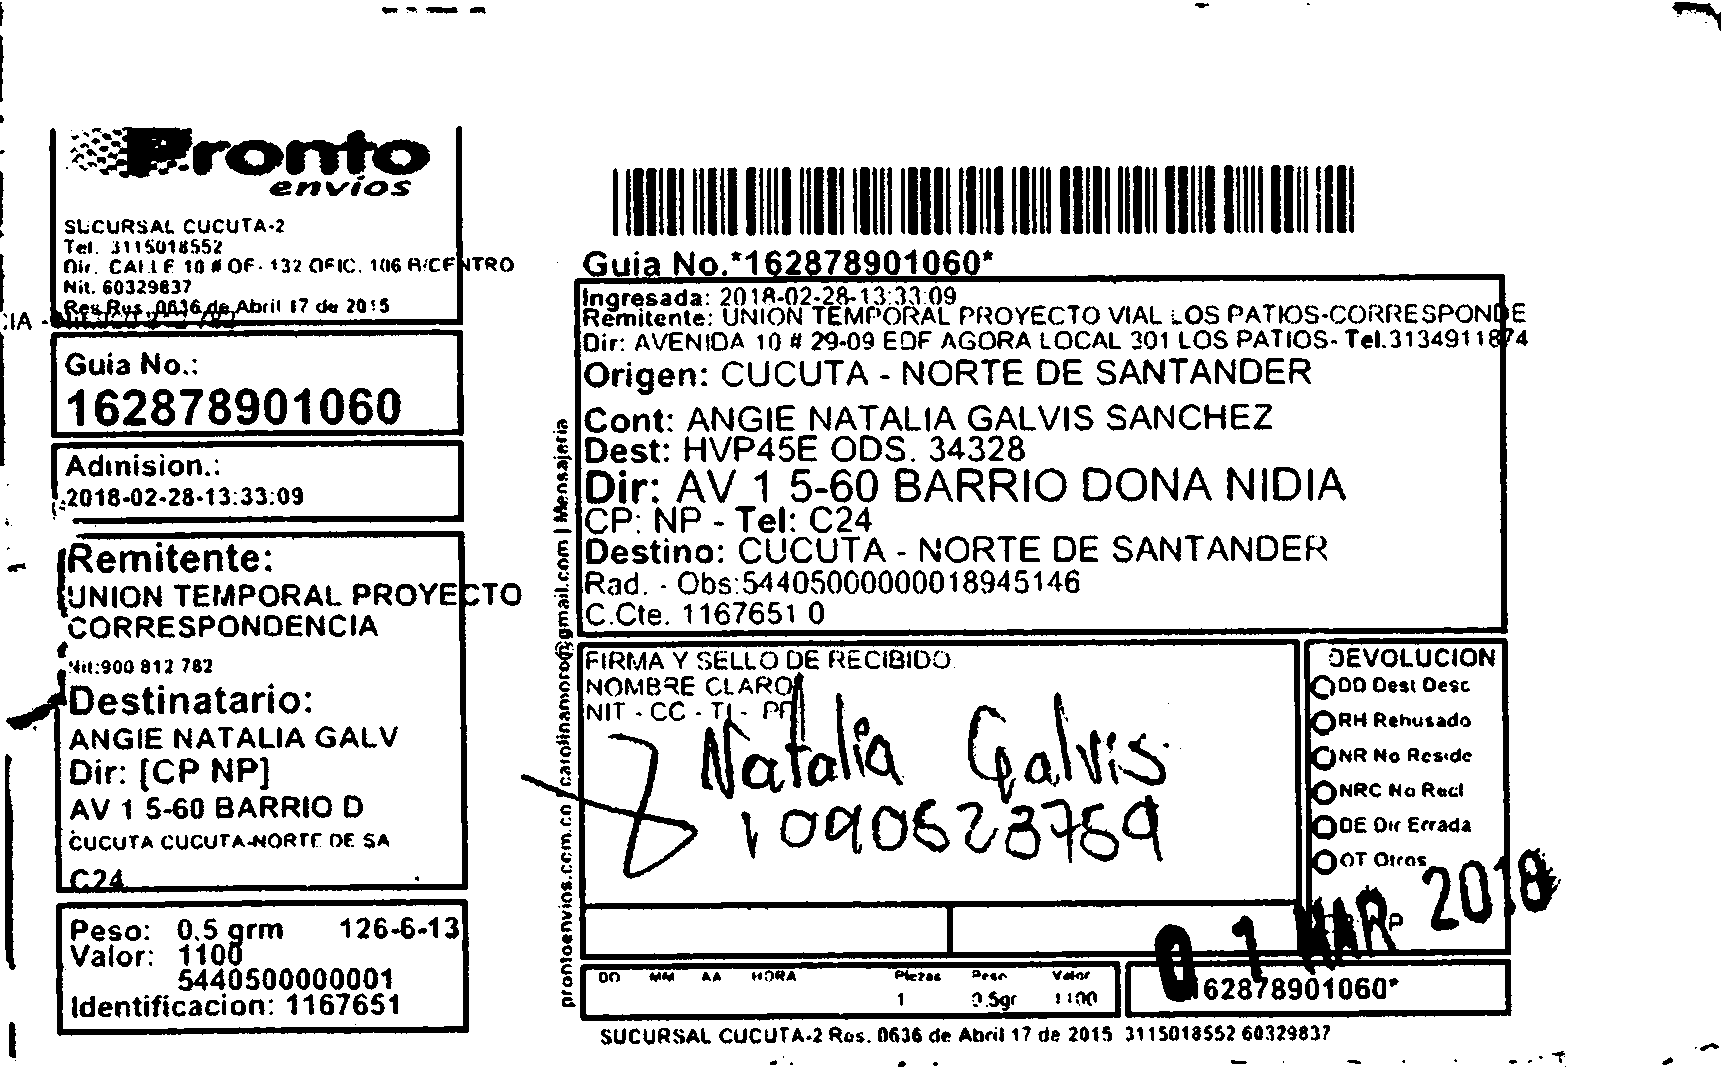 Pronto
envíos
SUCURSAL CUCUTA-2
Tel. 3115018552
Dir. CALLE 10 # OF- 132 OFIC. 106 B/CENTRO
Nit. 60329837
Res Ros. 0636 de Abril 17 de 2015
Guia No.:
162878901060
Admision.:
2018-02-28-13:33:09
Remitente:
UNION TEMPORAL PROYECTO
CORRESPONDENCIA
Nit:900 812 782
Destinatario:
ANGIE NATALIA GALV
Dir: [CP NP]
AV 1 5-60 BARRIO D
CUCUTA CUCUTA-NORTE DE SA
C24
Peso: 0.5 grm 126-6-13
Valor: 1100
5440500000001
Identificacion: 1167651
prontoenvios.com.co | carolinamoro@gmail.com | Mensajeria
Guia No.*162878901060*
Ingresada: 2018-02-28-13:33:09
Remitente: UNION TEMPORAL PROYECTO VIAL LOS PATIOS-CORRESPONDE
Dir: AVENIDA 10 # 29-09 EDF AGORA LOCAL 301 LOS PATIOS- Tel.3134911874
Origen: CUCUTA - NORTE DE SANTANDER
Cont: ANGIE NATALIA GALVIS SANCHEZ
Dest: HVP45E ODS. 34328
Dir: AV 1 5-60 BARRIO DONA NIDIA
CP: NP - Tel: C24
Destino: CUCUTA - NORTE DE SANTANDER
Rad. - Obs:54405000000018945146
C.Cte. 1167651 0
FIRMA Y SELLO DE RECIBIDO
NOMBRE CLARO
NIT - CC - TI - PP
Natalia Galvis
1090523759
DEVOLUCION
DD Dest Desc
RH Rehusado
NR No Reside
NRC No Recl
DE Dir Errada
OT Otros
01 MAR 2018
DD MM AA HORA Piezas Peso Valor
1 0.5gr 1100
162878901060*
SUCURSAL CUCUTA-2 Ros. 0636 de Abril 17 de 2015 3115018552 60329837